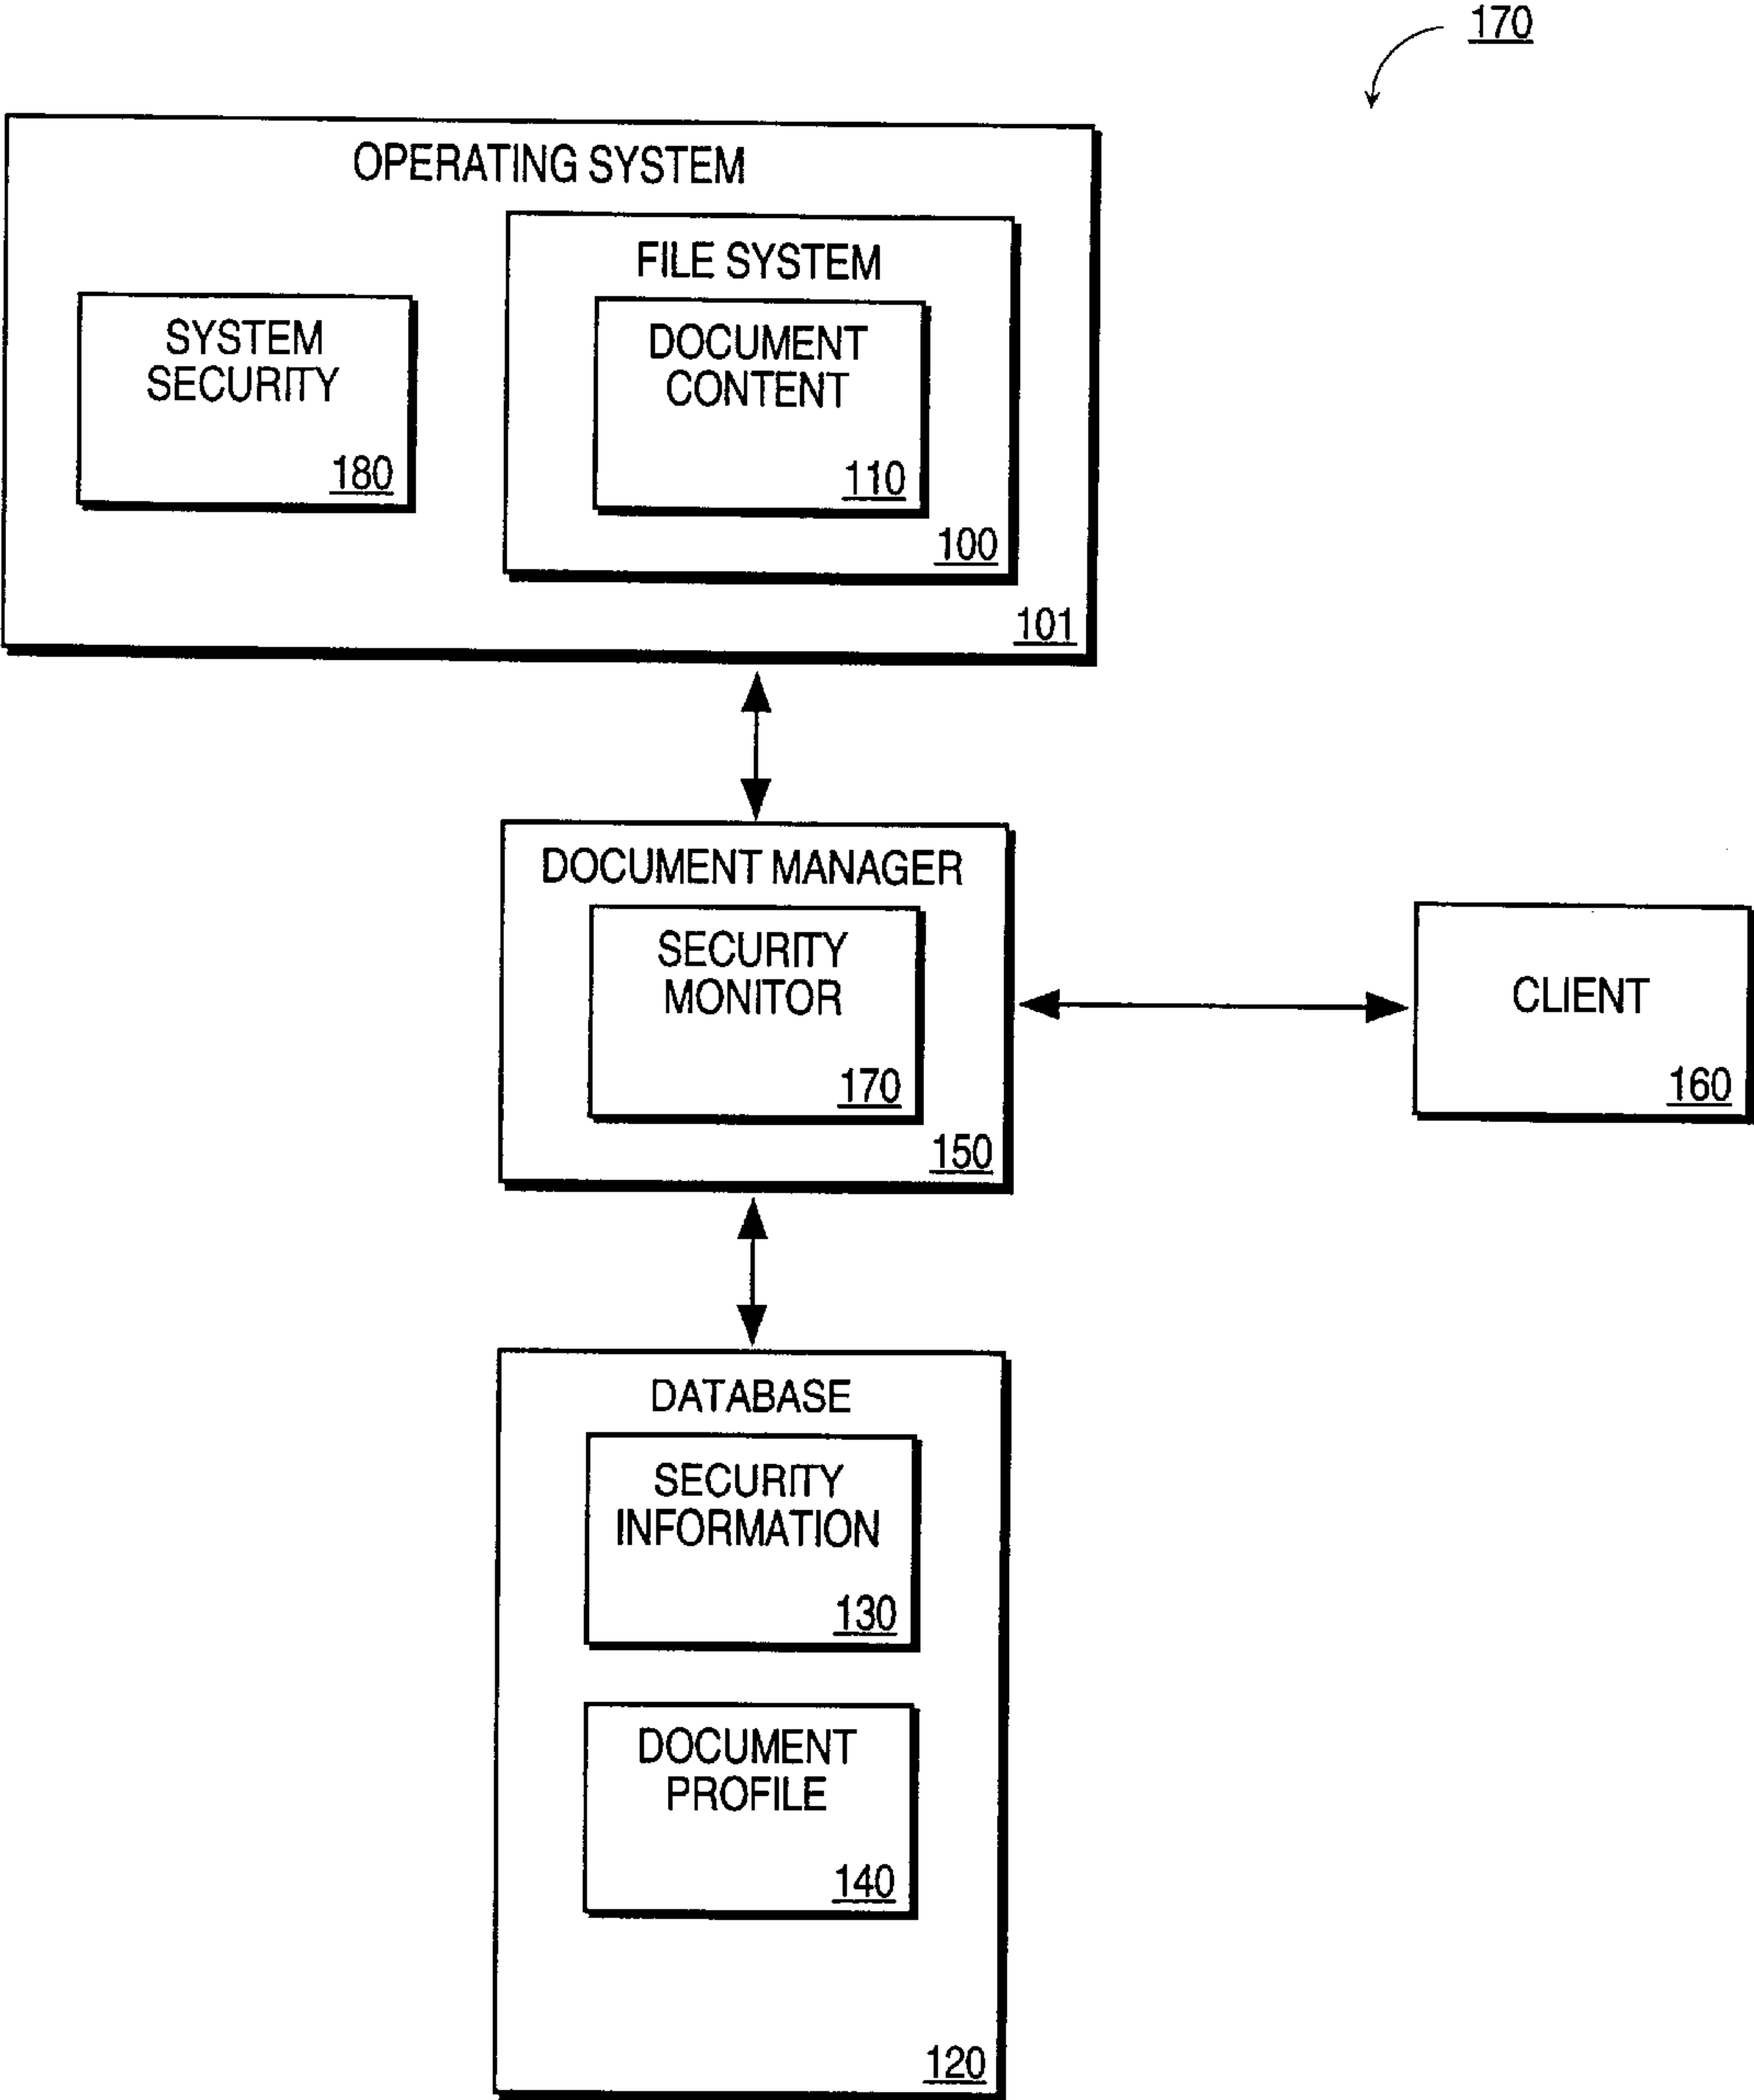 170
OPERATING SYSTEM
FILE SYSTEM
SYSTEM
SECURITY
180
DOCUMENT
CONTENT
110
100
101
DOCUMENT MANAGER
SECURITY
MONITOR
170
150
CLIENT
160
DATABASE
SECURITY
INFORMATION
130
DOCUMENT
PROFILE
140
120